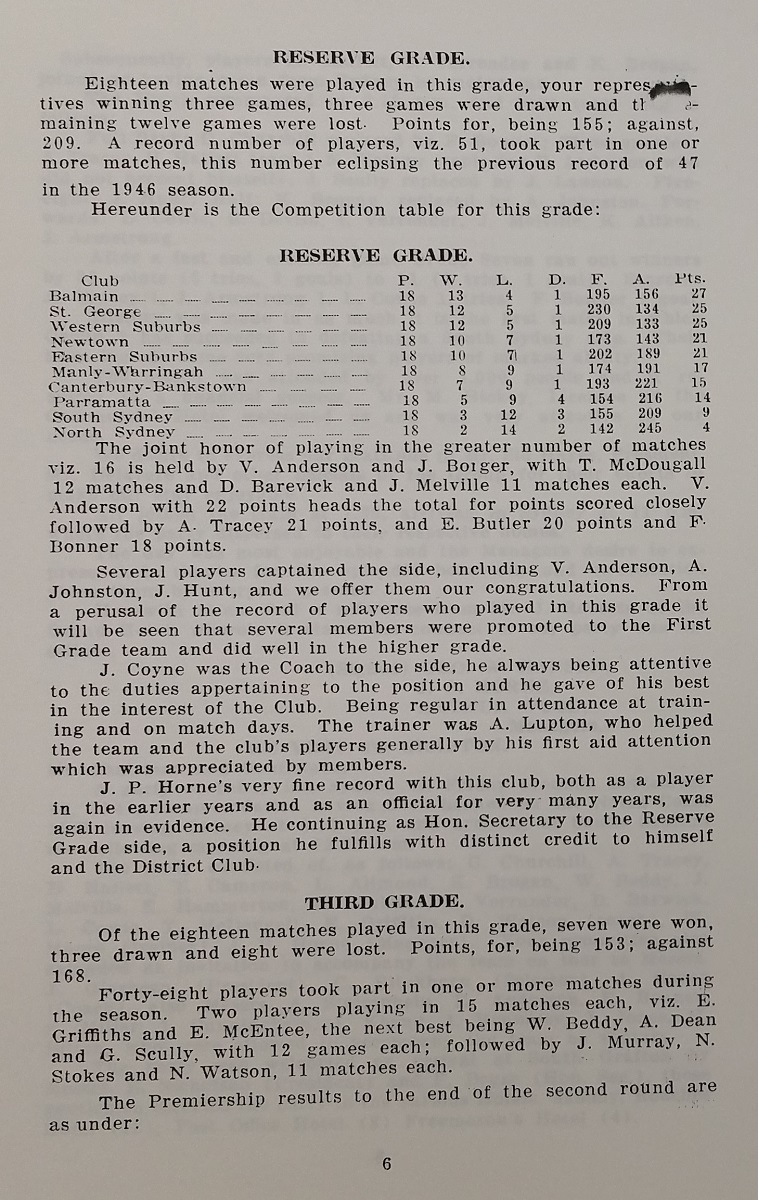 RESERVE GRADE.
Eighteen matches were played in this grade, your repres
tives winning three games, three games were drawn and
maining twelve games were lost. Points for, being 155; against,
209. A record number of players, viz. 51, took part in one or
more matches, this number eclipsing the previous record of 47
in the 1946 season.
Hereunder is the Competition table for this grade:
RESERVE GRADE.
Club P. W. L. D. F. A. Pts.
Balmain 18 13 4 1 195 156 27
St. George 18 12 5 1 230 134 25
Western Suburbs 18 12 5 1 209 133 25
Newtown 18 10 7 1 173 143 21
Eastern Suburbs 18 10 7 1 202 189 21
Manly-Warringah 18 8 9 1 174 191 17
Canterbury-Bankstown 18 7 9 1 193 221 15
Parramatta 18 5 9 4 154 216 14
South Sydney 18 3 12 3 155 209 9
North Sydney 18 2 14 2 142 245 4
The joint honor of playing in the greater number of matches
viz. 16 is held by V. Anderson and J. Bolger, with T. McDougall
12 matches and D. Barevick and J. Melville 11 matches each. V.
Anderson with 22 points heads the total for points scored closely
followed by A. Tracey 21 points, and E. Butler 20 points and F.
Bonner 18 points.
Several players captained the side, including V. Anderson, A.
Johnston, J. Hunt, and we offer them our congratulations. From
a perusal of the record of players who played in this grade it
will be seen that several members were promoted to the First
Grade team and did well in the higher grade.
J. Coyne was the Coach to the side, he always being attentive
to the duties appertaining to the position and he gave of his best
in the interest of the Club. Being regular in attendance at train-
ing and on match days. The trainer was A. Lupton, who helped
the team and the club's players generally by his first aid attention
which was appreciated by members.
J. P. Horne's very fine record with this club, both as a player
in the earlier years and as an official for very many years, was
again in evidence. He continuing as Hon. Secretary to the Reserve
Grade side, a position he fulfills with distinct credit to himself
and the District Club.
THIRD GRADE.
Of the eighteen matches played in this grade, seven were won,
three drawn and eight were lost. Points, for, being 153; against
168.
Forty-eight players took part in one or more matches during
the season. Two players playing in 15 matches each, viz. E.
Griffiths and E. McEntee, the next best being W. Beddy, A. Dean
and G. Scully, with 12 games each; followed by J. Murray, N.
Stokes and N. Watson, 11 matches each.
The Premiership results to the end of the second round are
as under:
6